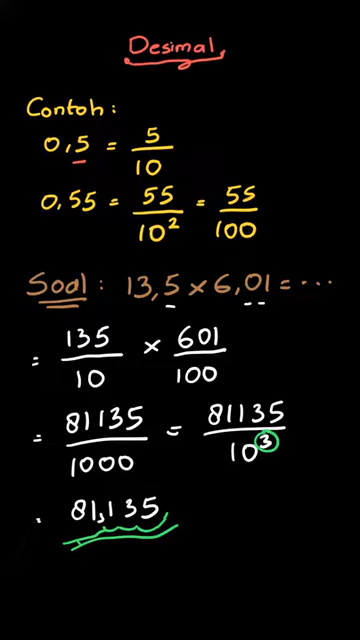 Desimal
Contoh :
0,5 = 5/10
0,55 = 55/10² = 55/100
Soal : 13,5 × 6,01 = ...
= 135/10 × 601/100
= 81135/1000 = 81135/10³
. 81,135